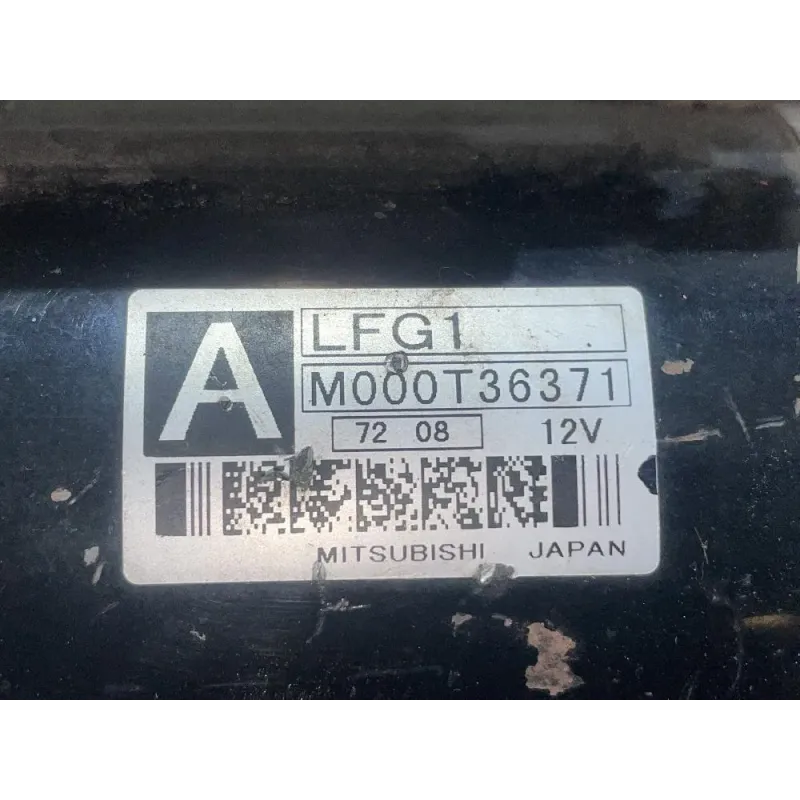 A
LFG1
M000T36371
72 08
12V
MITSUBISHI JAPAN